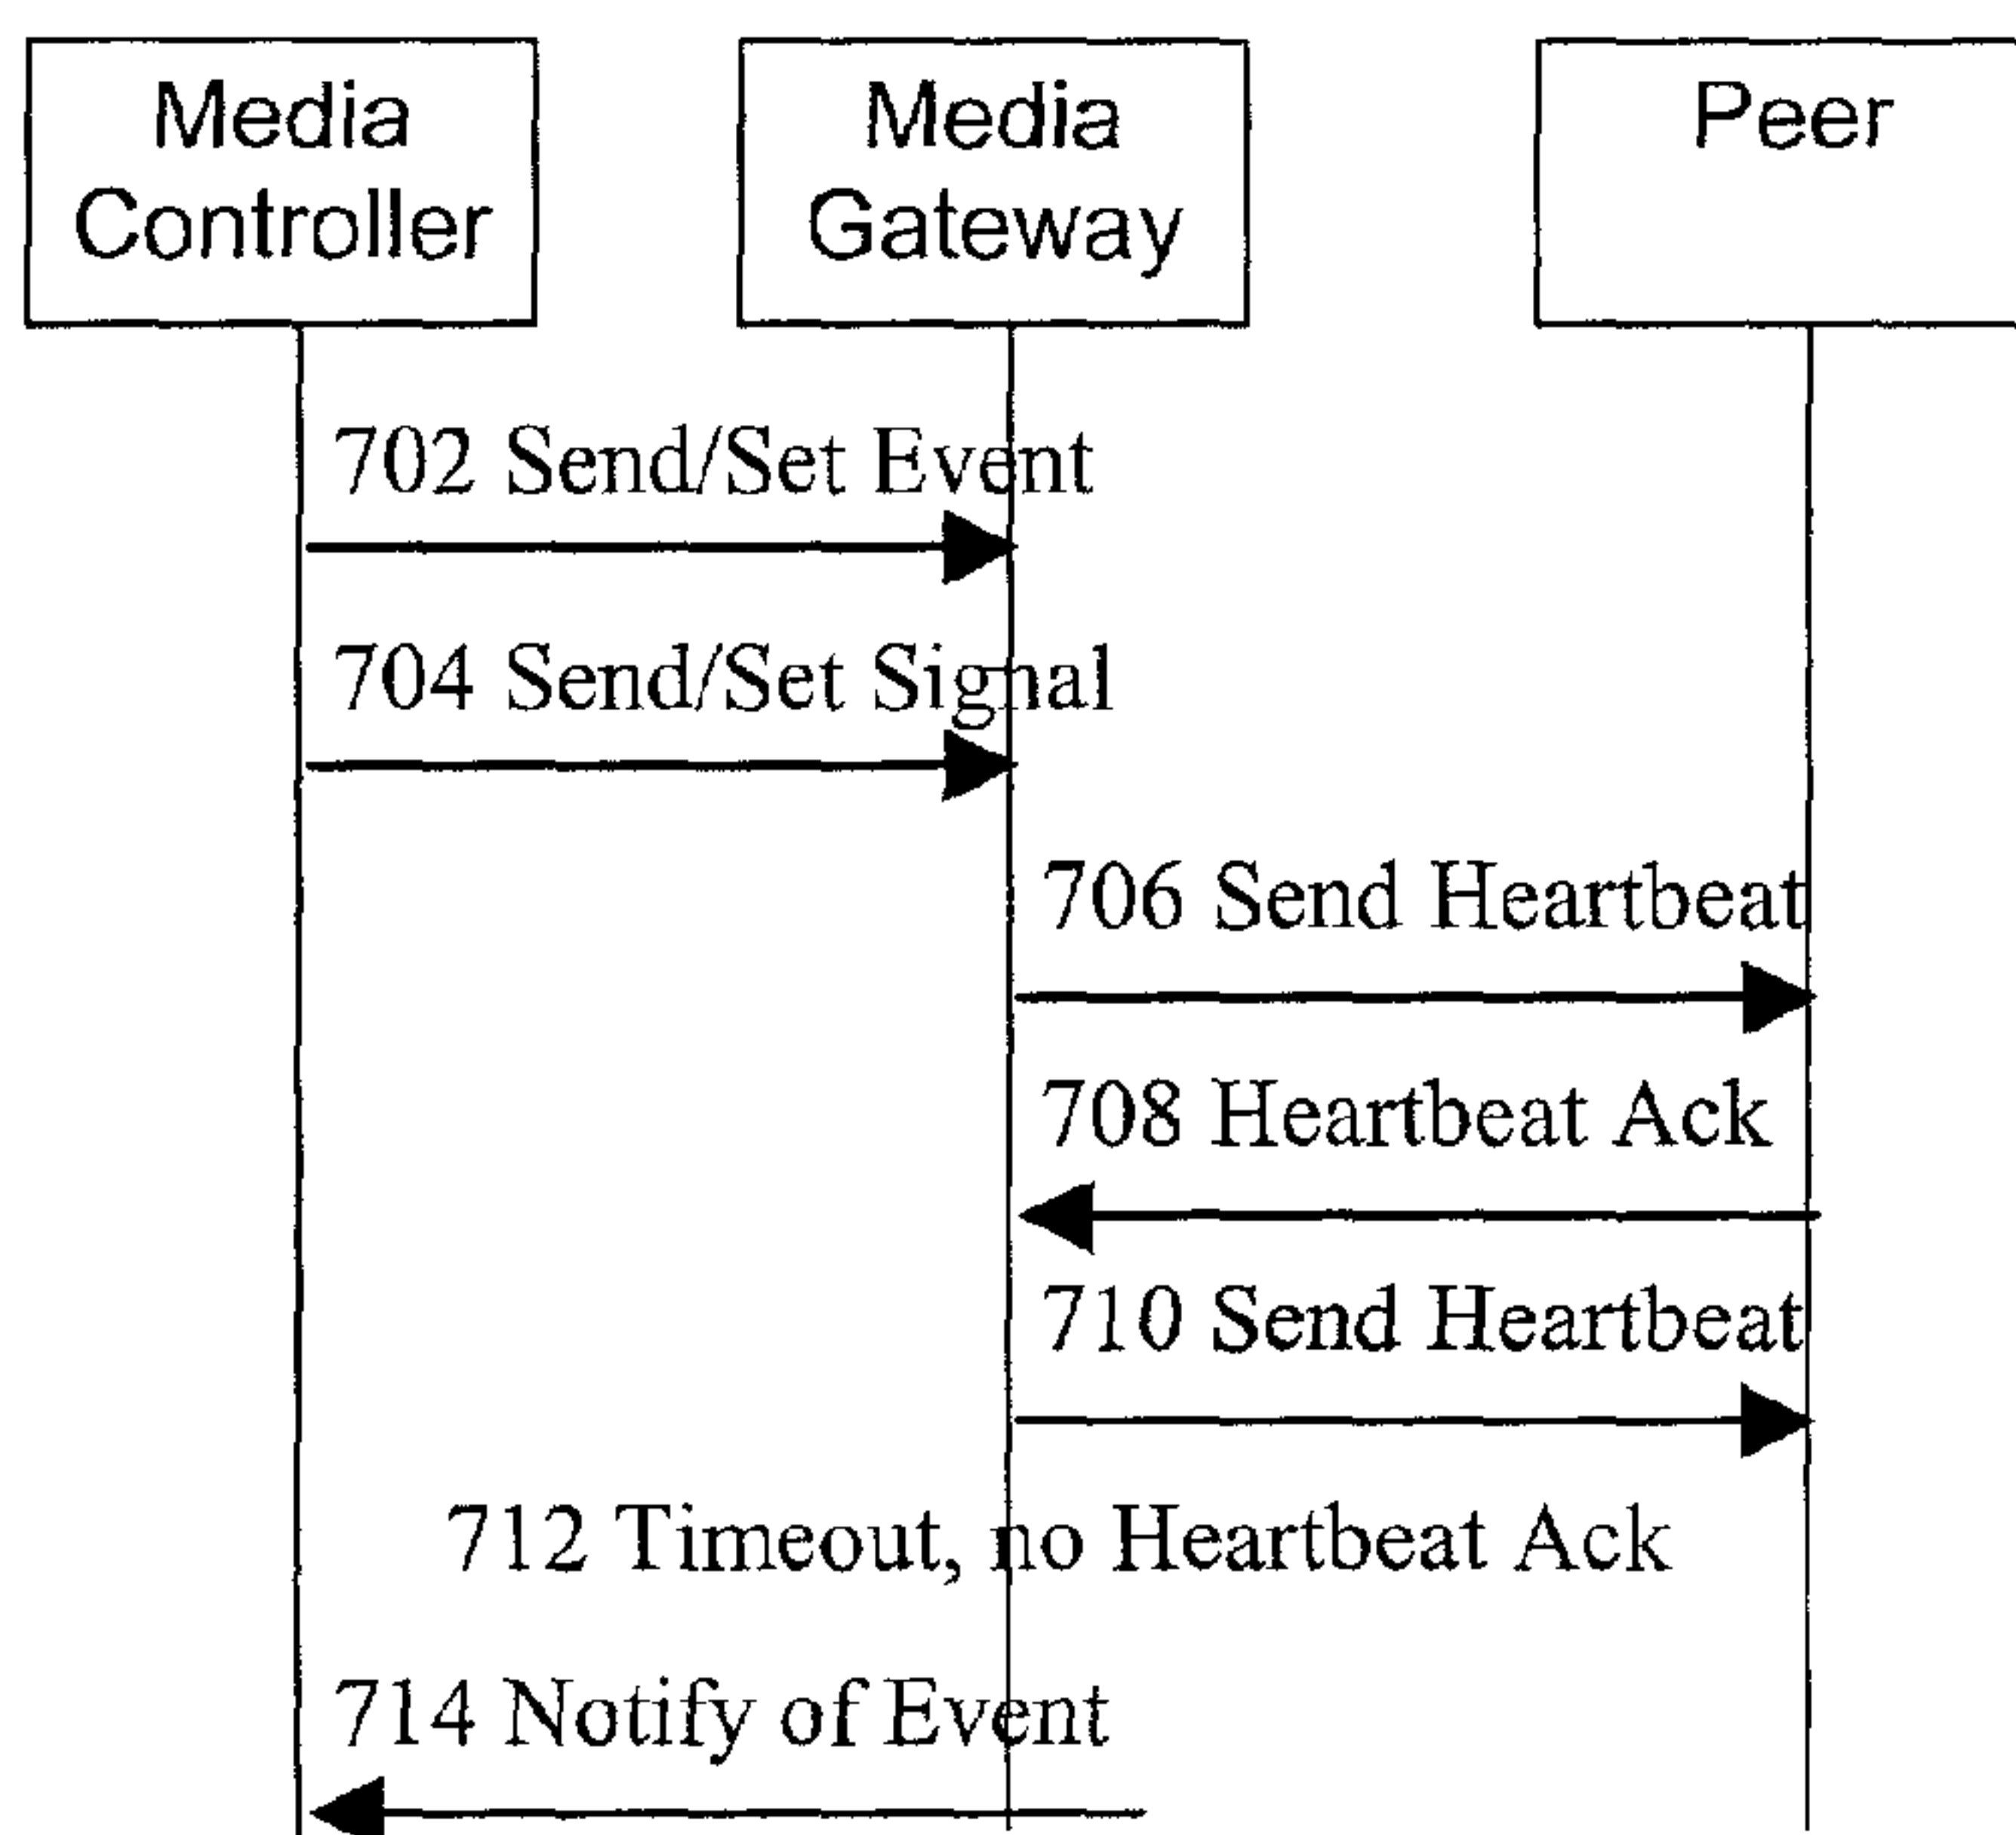 Media
Controller
Media
Gateway
Peer
702 Send/Set Event
704 Send/Set Signal
706 Send Heartbeat
708 Heartbeat Ack
710 Send Heartbeat
712 Timeout, no Heartbeat Ack
714 Notify of Event